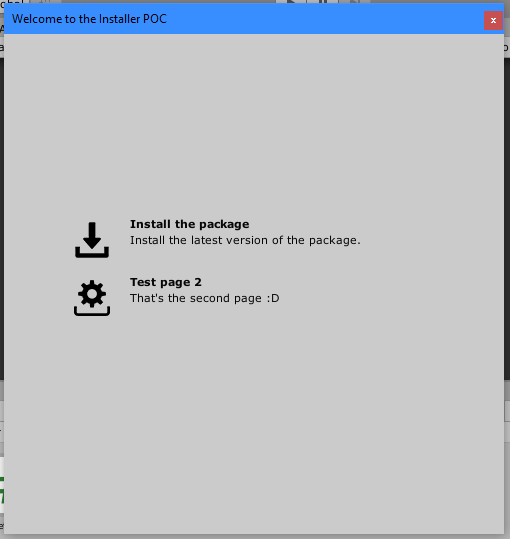 Welcome to the Installer POC
x
Install the package
Install the latest version of the package.
Test page 2
That's the second page :D